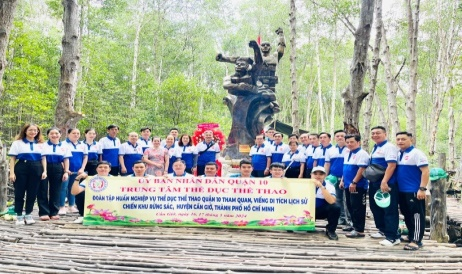 ỦY BAN NHÂN DÂN QUẬN 10
TRUNG TÂM THỂ DỤC THỂ THAO
ĐOÀN TẬP HUẤN NGHIỆP VỤ THỂ DỤC THỂ THAO QUẬN 10 THAM QUAN, VIẾNG DI TÍCH LỊCH SỬ
CHIẾN KHU RỪNG SÁC, HUYỆN CẦN GIỜ, THÀNH PHỐ HỒ CHÍ MINH